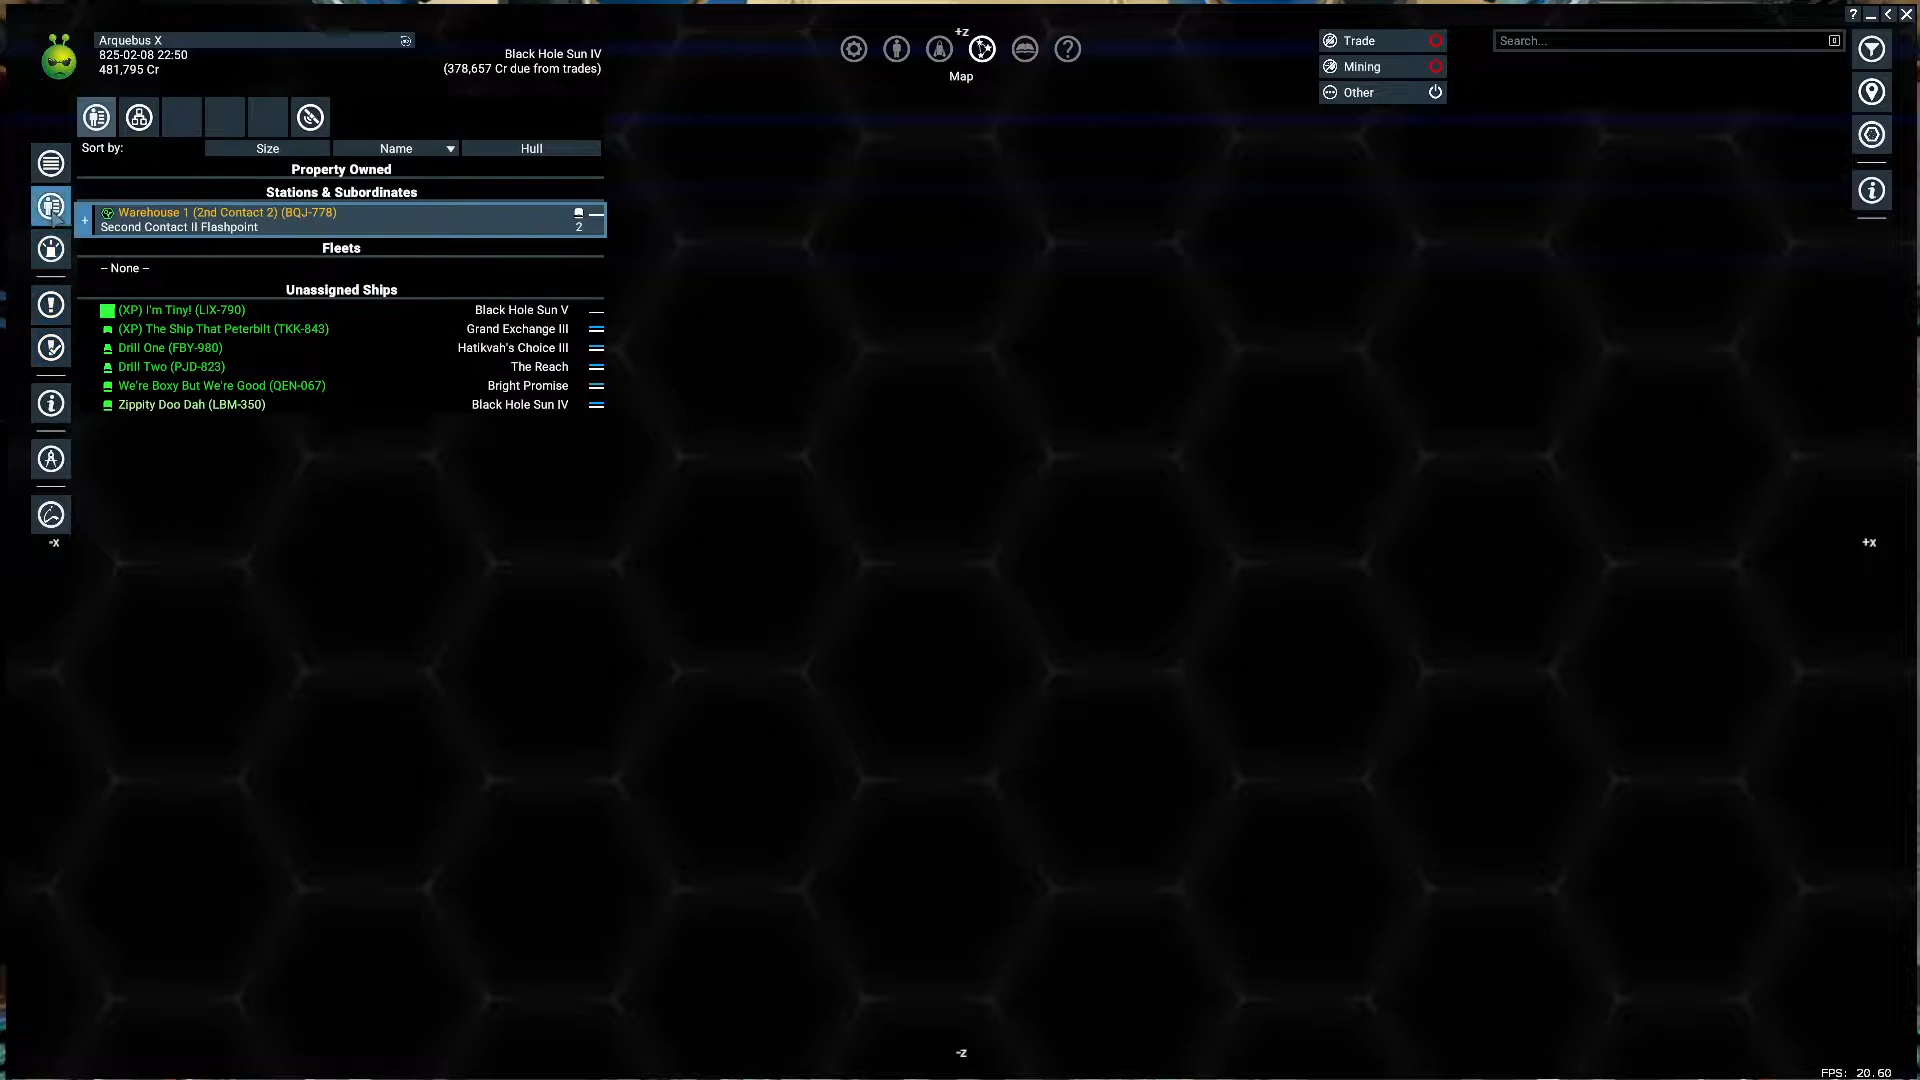 Arquebus X
825-02-08 22:50
481,795 Cr
Black Hole Sun IV
(378,657 Cr due from trades)
+z
Map
Trade
Mining
Other
Search...
Sort by:
Size
Name
Hull
Property Owned
Stations & Subordinates
Warehouse 1 (2nd Contact 2) (BQJ-778)
Second Contact II Flashpoint
2
Fleets
– None –
Unassigned Ships
(XP) I'm Tiny! (LIX-790) Black Hole Sun V
(XP) The Ship That Peterbilt (TKK-843) Grand Exchange III
Drill One (FBY-980) Hatikvah's Choice III
Drill Two (PJD-823) The Reach
We're Boxy But We're Good (QEN-067) Bright Promise
Zippity Doo Dah (LBM-350) Black Hole Sun IV
-x
+x
-z
FPS: 20.60